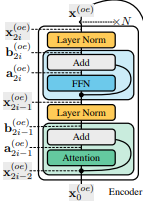 x^(oe)
×N
x_{2i}^(oe)
Layer Norm
b_{2i}^(oe)
Add
a_{2i}^(oe)
FFN
x_{2i-1}^(oe)
Layer Norm
b_{2i-1}^(oe)
Add
a_{2i-1}^(oe)
Attention
x_{2i-2}^(oe)
x_0^(oe)
Encoder